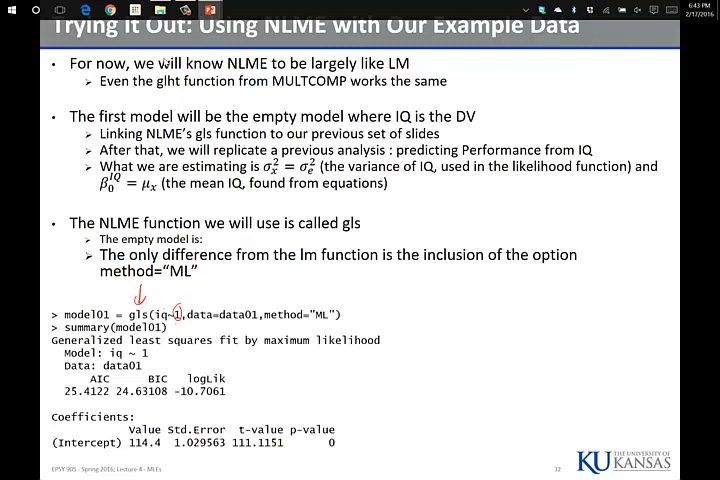 6:43 PM
2/17/2016
Trying It Out: Using NLME with Our Example Data
• For now, we will know NLME to be largely like LM
➢ Even the glht function from MULTCOMP works the same
• The first model will be the empty model where IQ is the DV
➢ Linking NLME's gls function to our previous set of slides
➢ After that, we will replicate a previous analysis : predicting Performance from IQ
➢ What we are estimating is σ²ₓ = σ²ₑ (the variance of IQ, used in the likelihood function) and
β₀ᴵQ = μₓ (the mean IQ, found from equations)
• The NLME function we will use is called gls
➢ The empty model is:
➢ The only difference from the lm function is the inclusion of the option
method="ML"
> model01 = gls(iq~1,data=data01,method="ML")
> summary(model01)
Generalized least squares fit by maximum likelihood
Model: iq ~ 1
Data: data01
AIC BIC logLik
25.4122 24.63108 -10.7061
Coefficients:
Value Std.Error t-value p-value
(Intercept) 114.4 1.029563 111.1151 0
EPSY 905 - Spring 2016; Lecture 4 - MLEs
32
KU THE UNIVERSITY OF
KANSAS